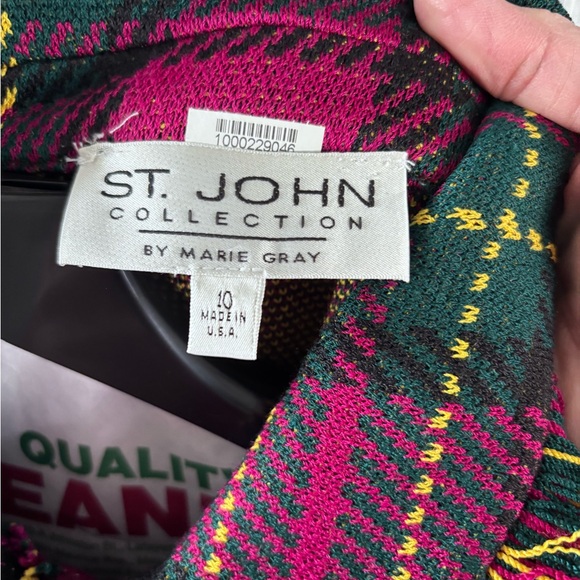 1000229046
ST. JOHN
COLLECTION
BY MARIE GRAY
10
MADE IN
U.S.A.
QUALIT
EAN